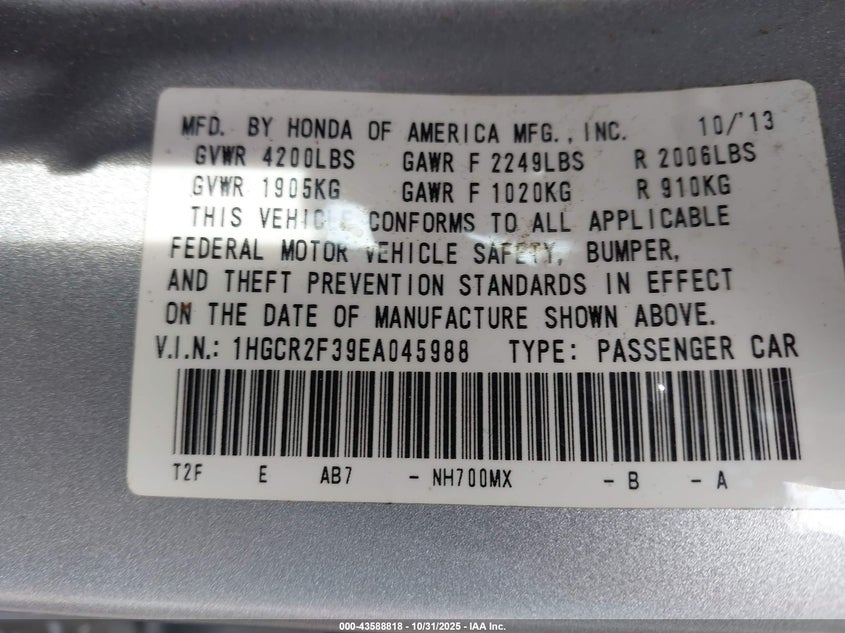 MFD. BY HONDA OF AMERICA MFG., INC. 10/'13
GVWR 4200LBS GAWR F 2249LBS R 2006LBS
GVWR 1905KG GAWR F 1020KG R 910KG
THIS VEHICLE CONFORMS TO ALL APPLICABLE
FEDERAL MOTOR VEHICLE SAFETY, BUMPER,
AND THEFT PREVENTION STANDARDS IN EFFECT
ON THE DATE OF MANUFACTURE SHOWN ABOVE.
V.I.N.: 1HGCR2F39EA045988 TYPE: PASSENGER CAR
T2F E AB7 - NH700MX - B - A
000-43588818 - 10/31/2025 - IAA Inc.